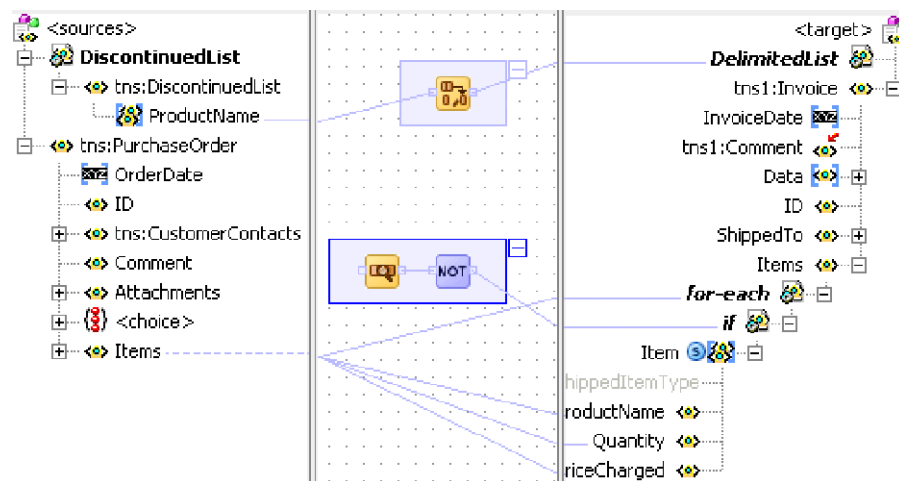 <sources>
DiscontinuedList
tns:DiscontinuedList
ProductName
tns:PurchaseOrder
OrderDate
ID
tns:CustomerContacts
Comment
Attachments
<choice>
Items
NOT
<target>
DelimitedList
tns1:Invoice
InvoiceDate
tns1:Comment
Data
ID
ShippedTo
Items
for-each
if
Item
hippedItemType
roductName
Quantity
riceCharged